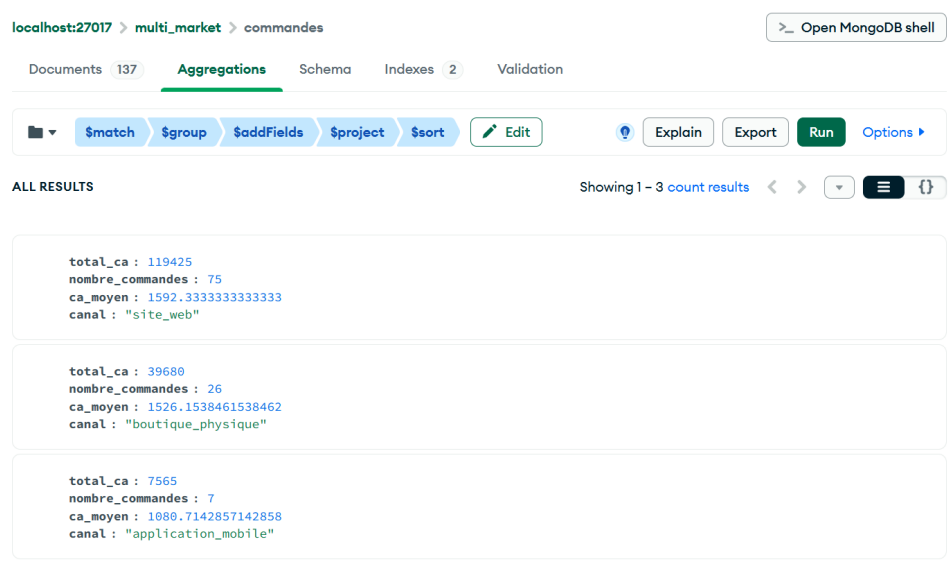 localhost:27017 > multi_market > commandes
>_ Open MongoDB shell
Documents 137 Aggregations Schema Indexes 2 Validation
$match $group $addFields $project $sort Edit Explain Export Run Options
ALL RESULTS
Showing 1 – 3 count results
{}
total_ca : 119425
nombre_commandes : 75
ca_moyen : 1592.3333333333333
canal : "site_web"
total_ca : 39680
nombre_commandes : 26
ca_moyen : 1526.1538461538462
canal : "boutique_physique"
total_ca : 7565
nombre_commandes : 7
ca_moyen : 1080.7142857142858
canal : "application_mobile"